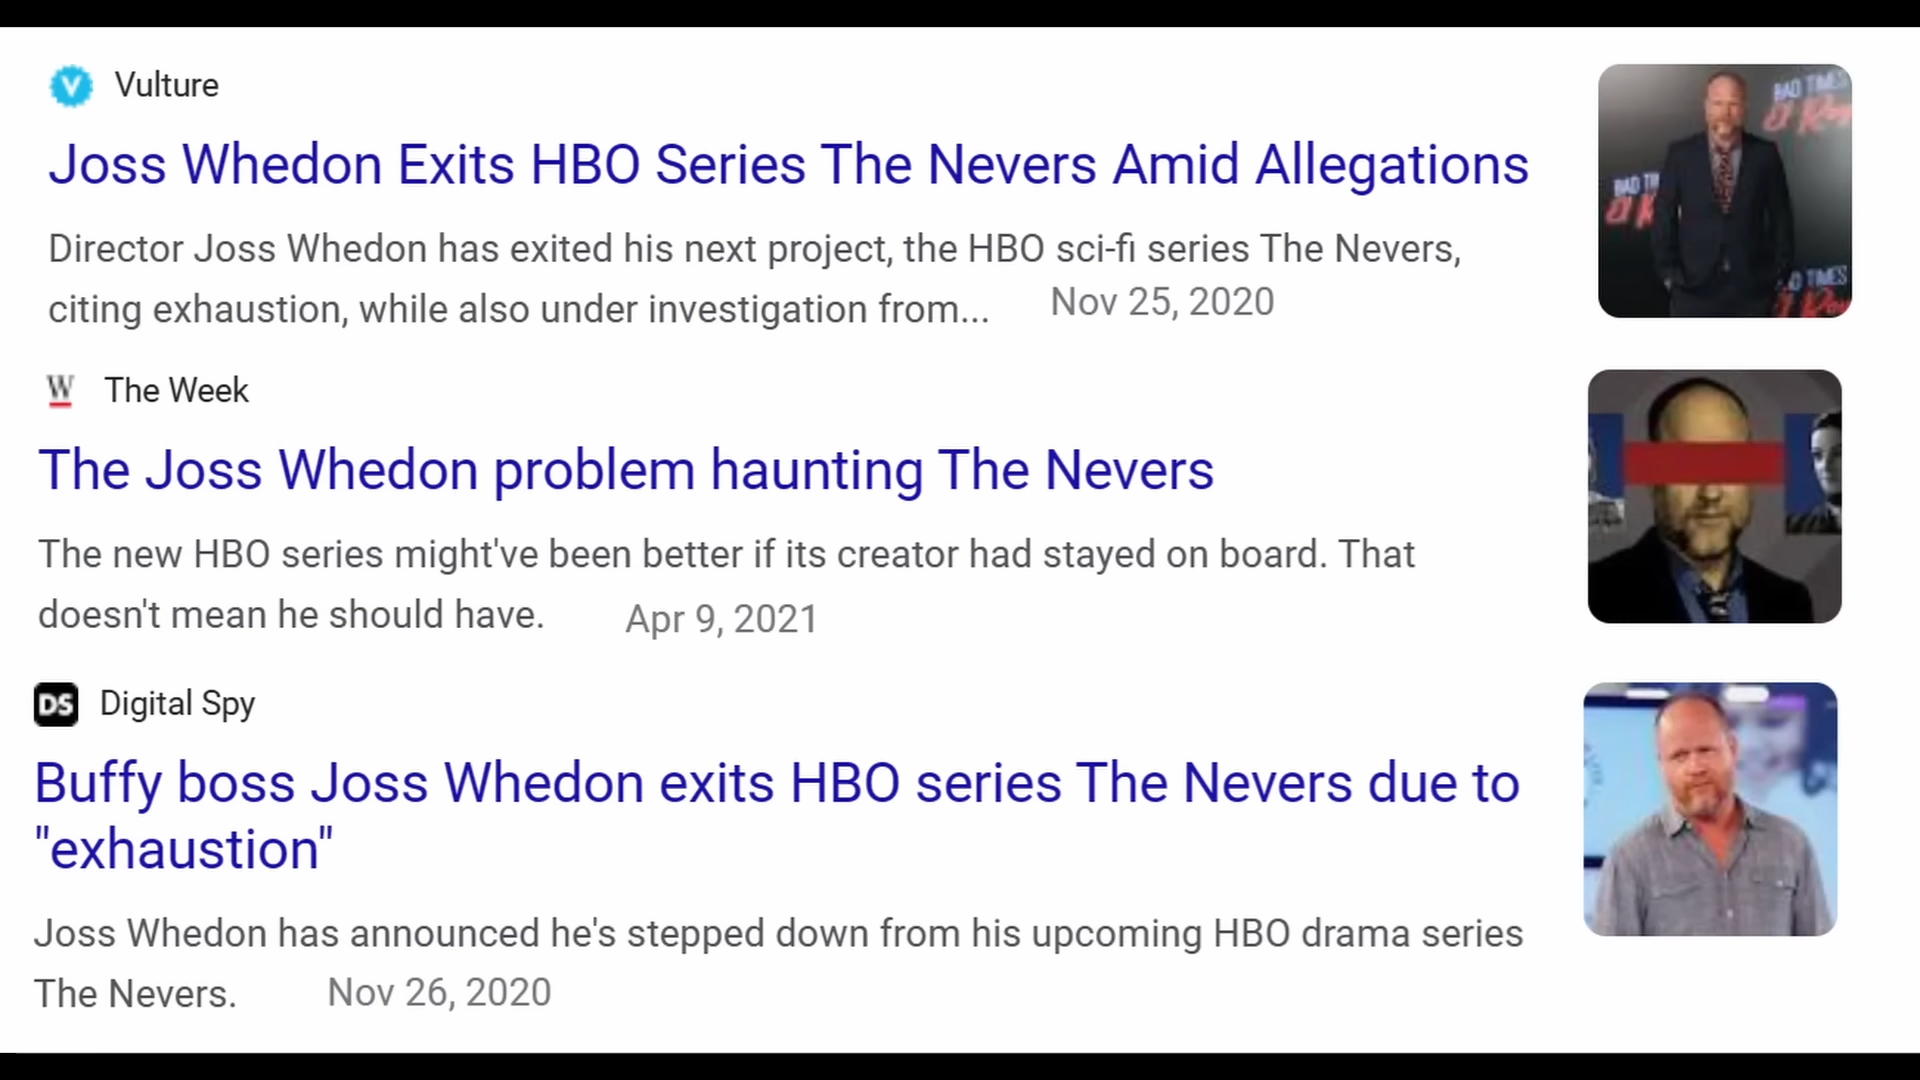 Vulture
Joss Whedon Exits HBO Series The Nevers Amid Allegations
Director Joss Whedon has exited his next project, the HBO sci-fi series The Nevers,
citing exhaustion, while also under investigation from...
Nov 25, 2020
BAD TIMES
W
The Week
The Joss Whedon problem haunting The Nevers
The new HBO series might've been better if its creator had stayed on board. That
doesn't mean he should have.
Apr 9, 2021
DS
Digital Spy
Buffy boss Joss Whedon exits HBO series The Nevers due to
"exhaustion"
Joss Whedon has announced he's stepped down from his upcoming HBO drama series
The Nevers.
Nov 26, 2020